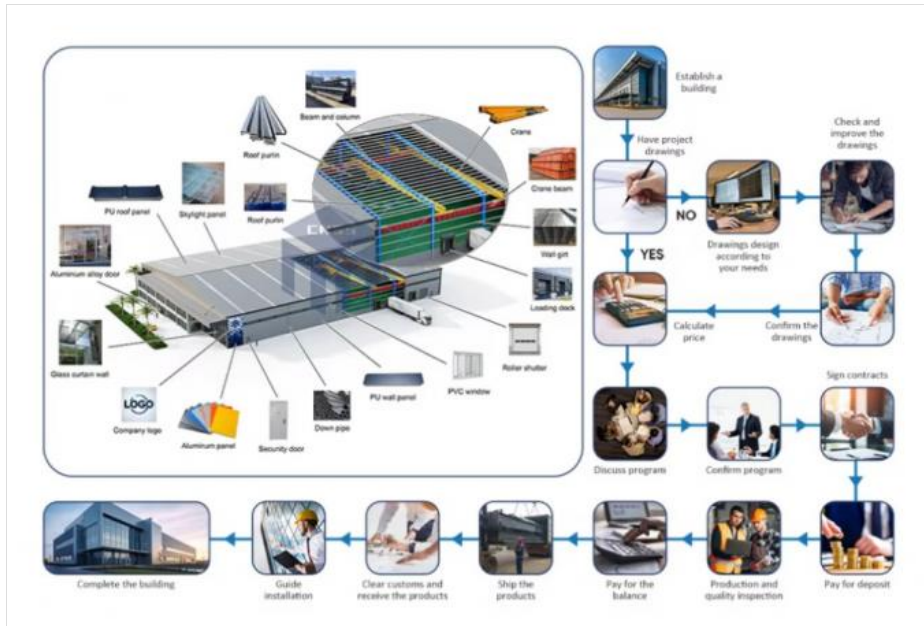 Beam and column
Crane
Roof purlin
Crane beam
PU roof panel
Skylight panel
Roof purlin
Wall girt
Aluminum alloy door
Loading dock
Glass curtain wall
Roller shutter
LOGO
Company logo
Aluminum panel
Security door
Down pipe
PU wall panel
PVC window
Establish a
building
Have project
drawings
NO
YES
Drawings design
according to
your needs
Check and
improve the
drawings
Confirm the
drawings
Calculate
price
Discuss program
Confirm program
Sign contracts
Pay for deposit
Production and
quality inspection
Pay for the
balance
Ship the
products
Clear customs and
receive the products
Guide
installation
Complete the building